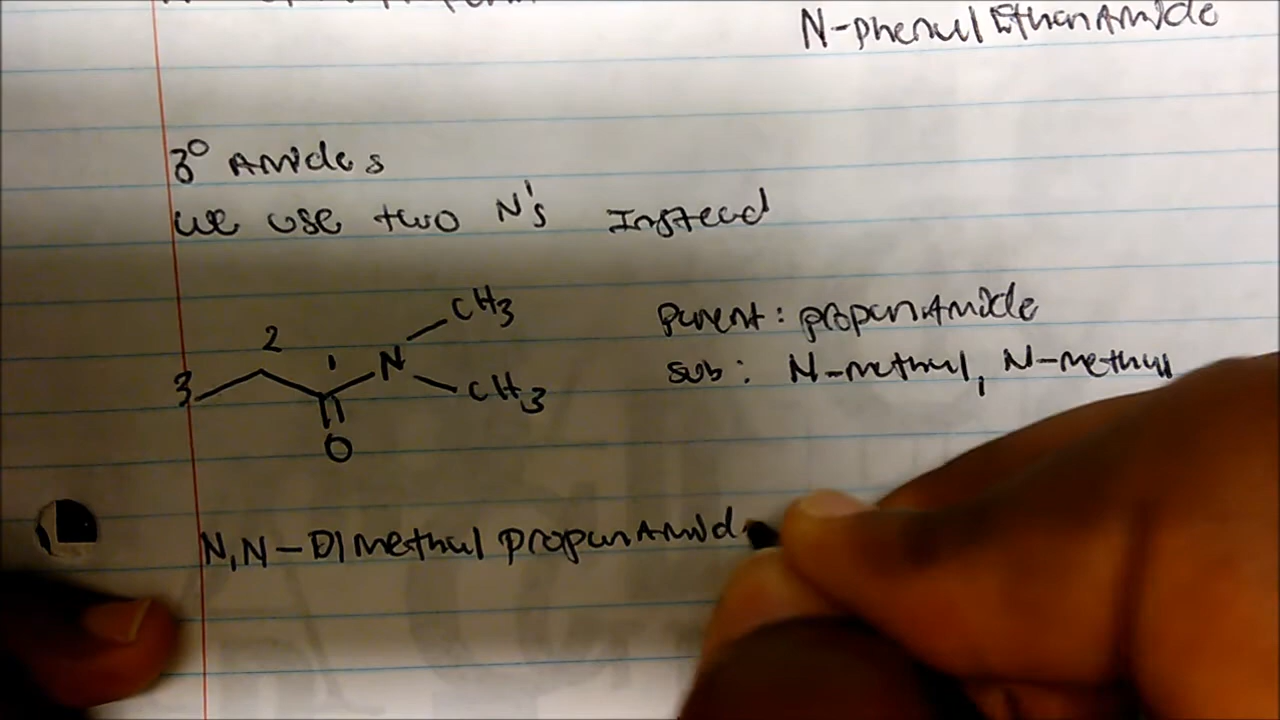 N-phenyl EthanAmide
3° Amides
we use two N's Instead
CH3
2
1
N
3
CH3
O
parent: propanAmide
sub: N-methyl, N-methyl
N,N-Dimethyl propanAmid